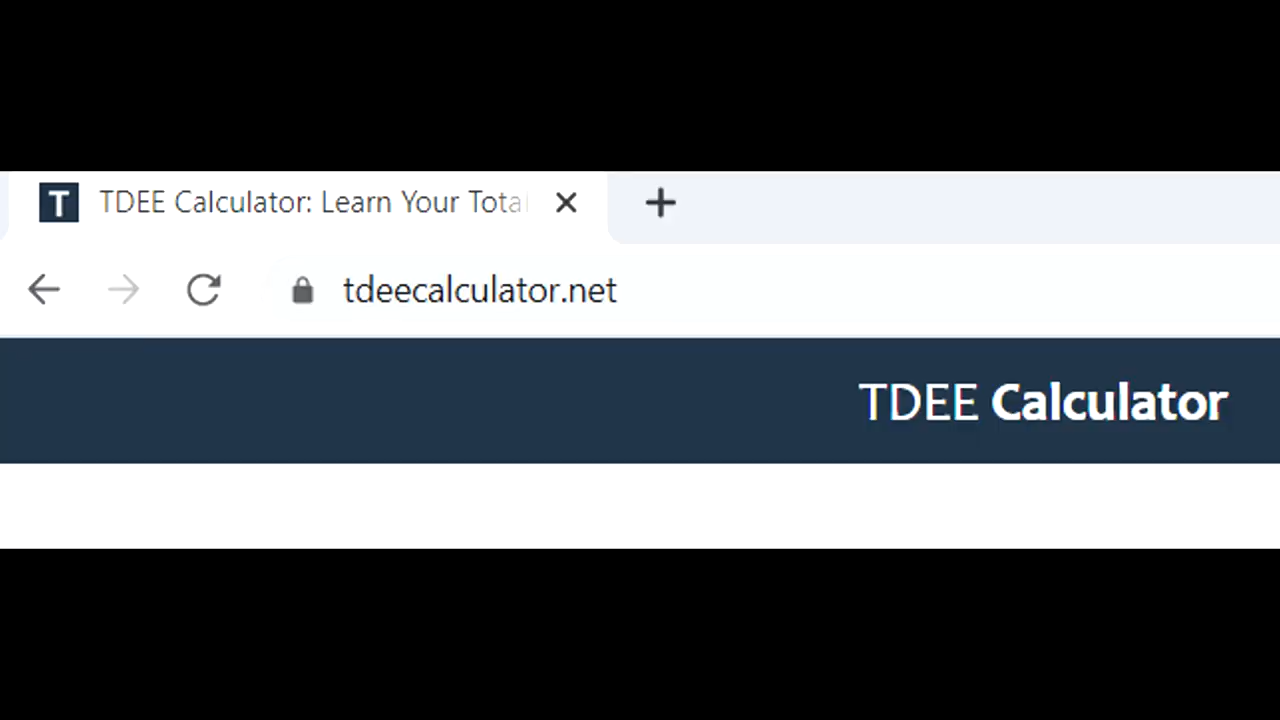 T TDEE Calculator: Learn Your Tota
tdeecalculator.net
TDEE Calculator